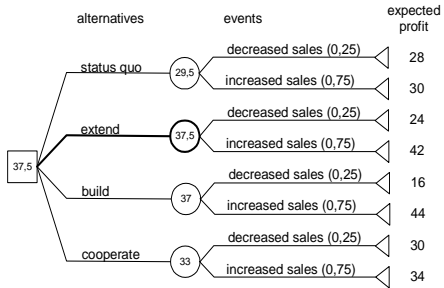 alternatives events expected
profit
decreased sales (0,25) 28
status quo 29,5
increased sales (0,75) 30
decreased sales (0,25) 24
extend 37,5
increased sales (0,75) 42
37,5
decreased sales (0,25) 16
build 37
increased sales (0,75) 44
decreased sales (0,25) 30
cooperate 33
increased sales (0,75) 34